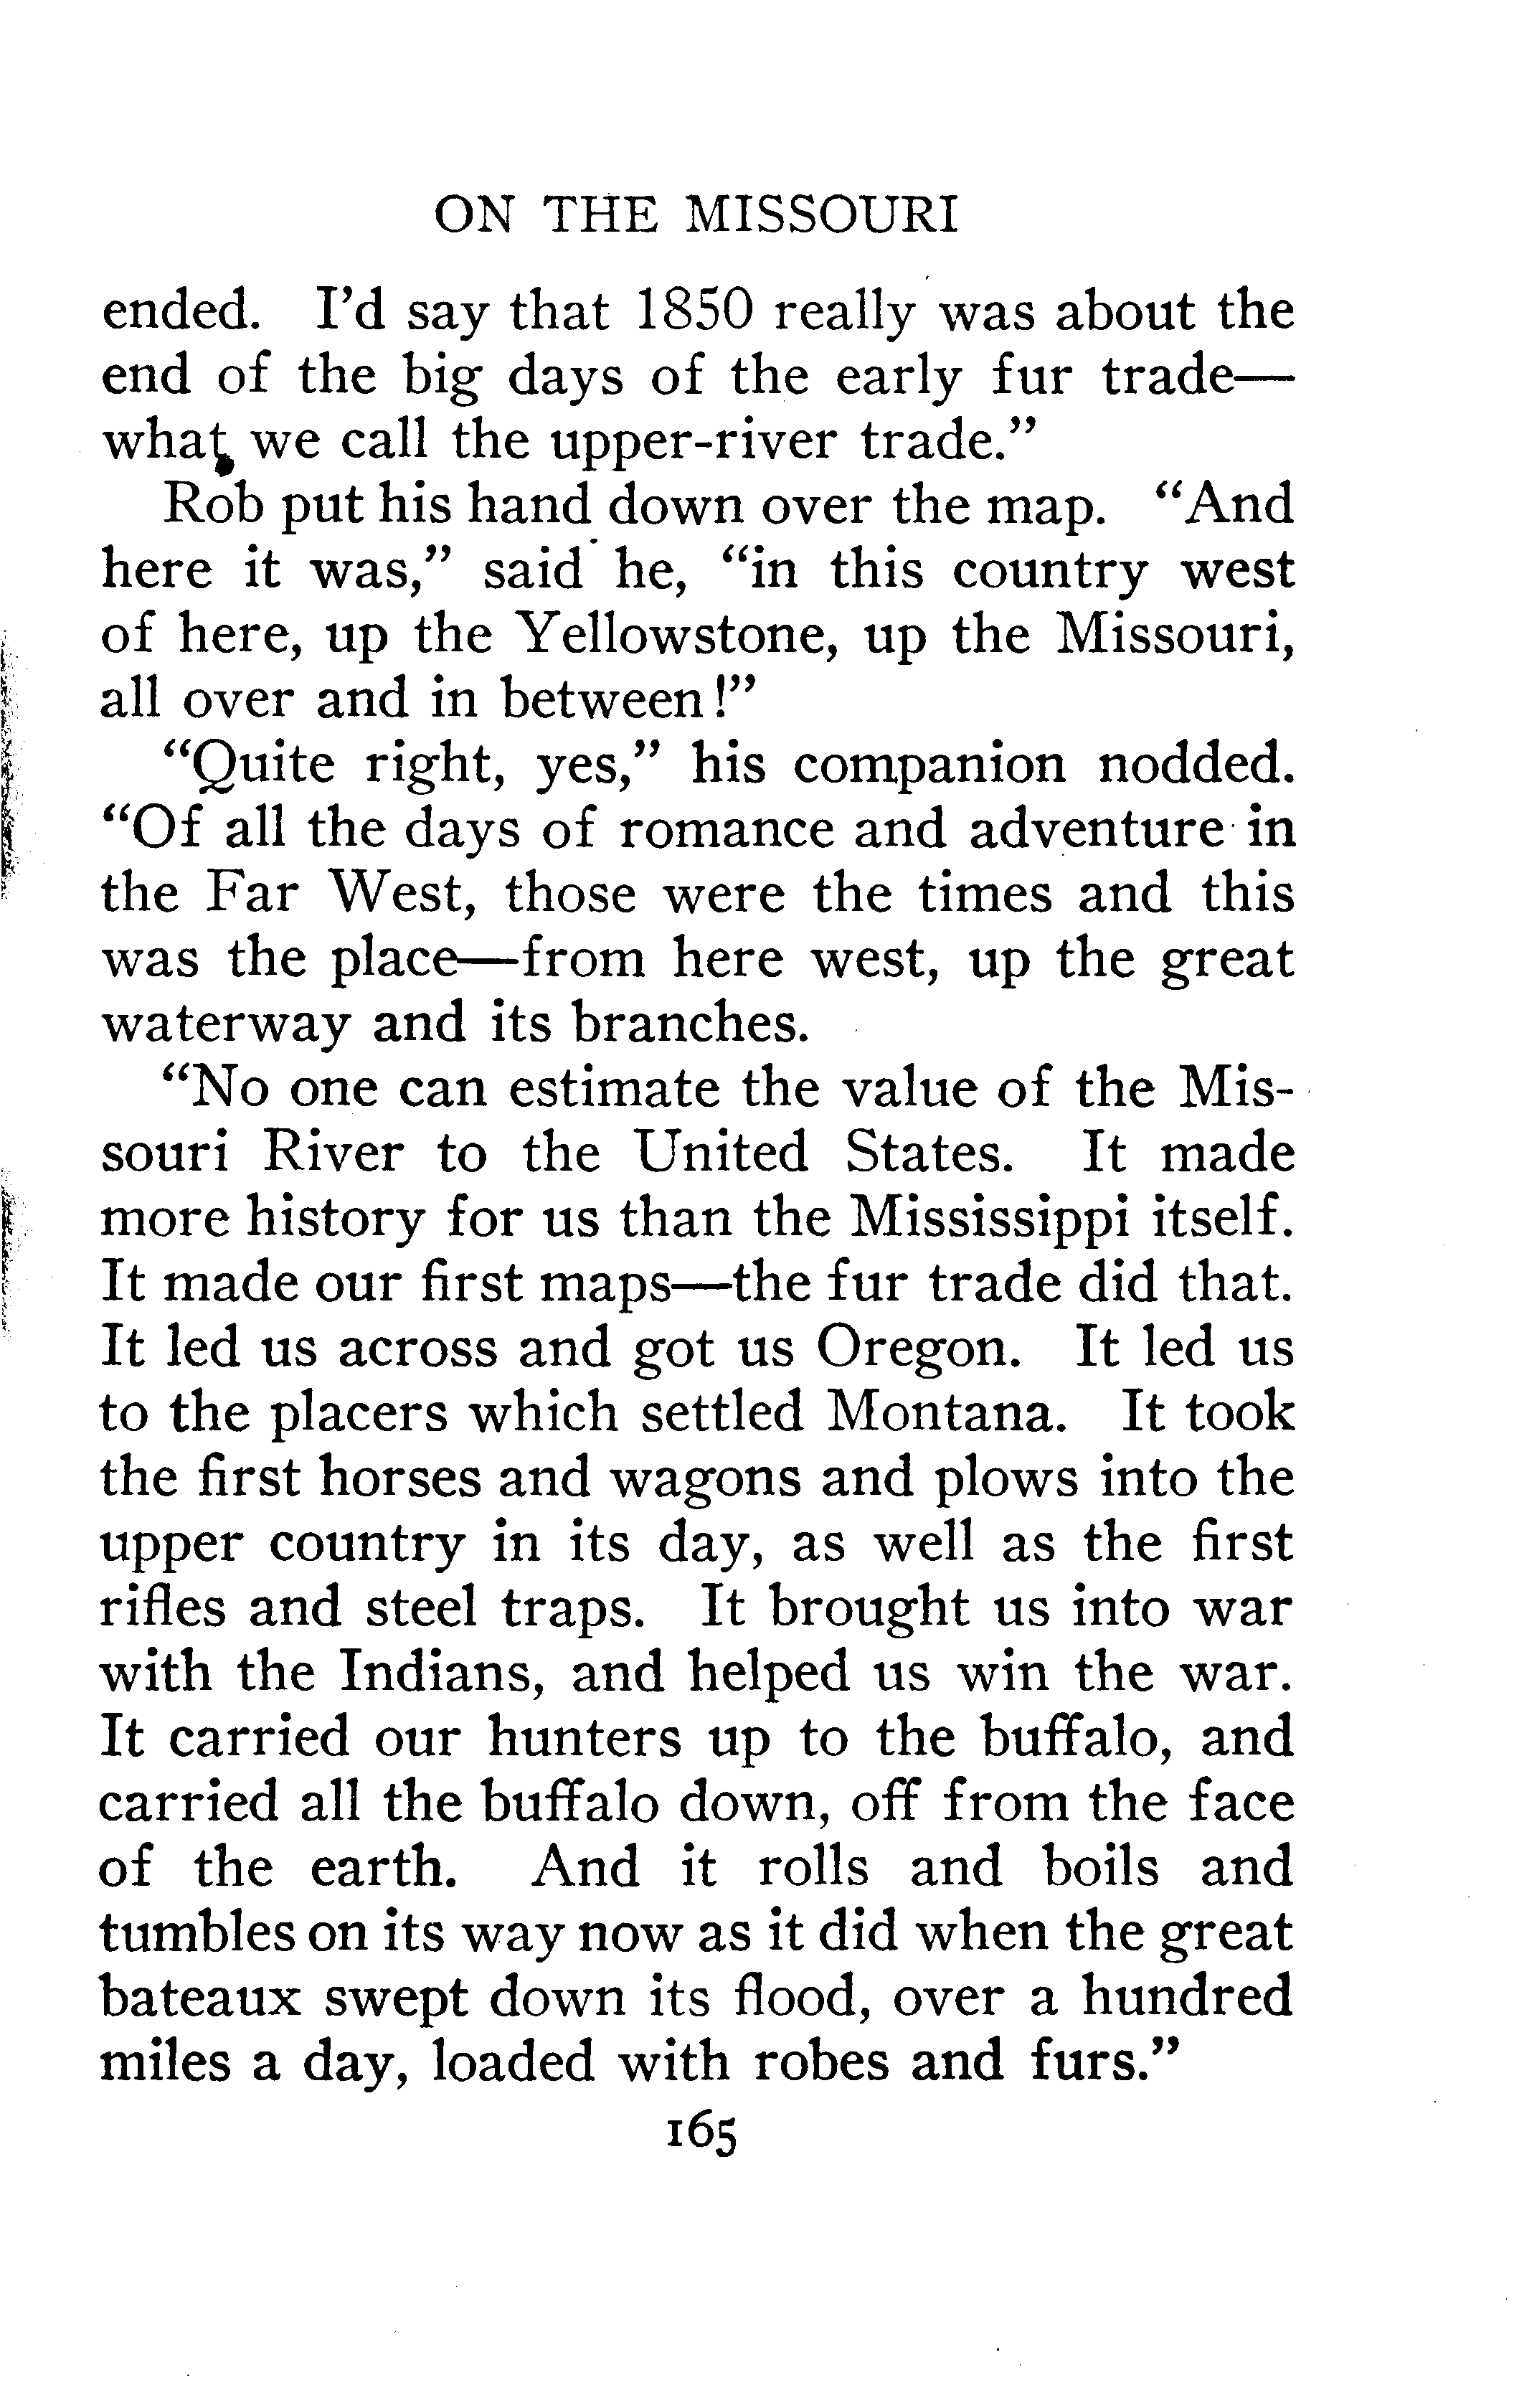 ON THE MISSOURI
ended. I'd say that 1850 really was about the
end of the big days of the early fur trade—
what we call the upper-river trade."
Rob put his hand down over the map. "And
here it was," said he, "in this country west
of here, up the Yellowstone, up the Missouri,
all over and in between!"
"Quite right, yes," his companion nodded.
"Of all the days of romance and adventure in
the Far West, those were the times and this
was the place—from here west, up the great
waterway and its branches.
"No one can estimate the value of the Mis-
souri River to the United States. It made
more history for us than the Mississippi itself.
It made our first maps—the fur trade did that.
It led us across and got us Oregon. It led us
to the placers which settled Montana. It took
the first horses and wagons and plows into the
upper country in its day, as well as the first
rifles and steel traps. It brought us into war
with the Indians, and helped us win the war.
It carried our hunters up to the buffalo, and
carried all the buffalo down, off from the face
of the earth. And it rolls and boils and
tumbles on its way now as it did when the great
bateaux swept down its flood, over a hundred
miles a day, loaded with robes and furs."
165